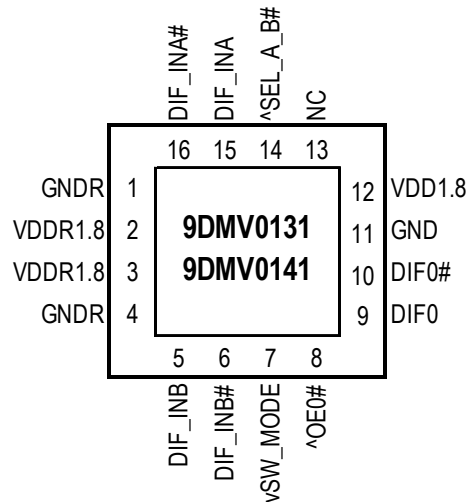 DIF_INA#
DIF_INA
^SEL_A_B#
NC
16 15 14 13
GNDR 1
VDDR1.8 2
VDDR1.8 3
GNDR 4
9DMV0131
9DMV0141
12 VDD1.8
11 GND
10 DIF0#
9 DIF0
5 6 7 8
DIF_INB
DIF_INB#
vSW_MODE
^OE0#